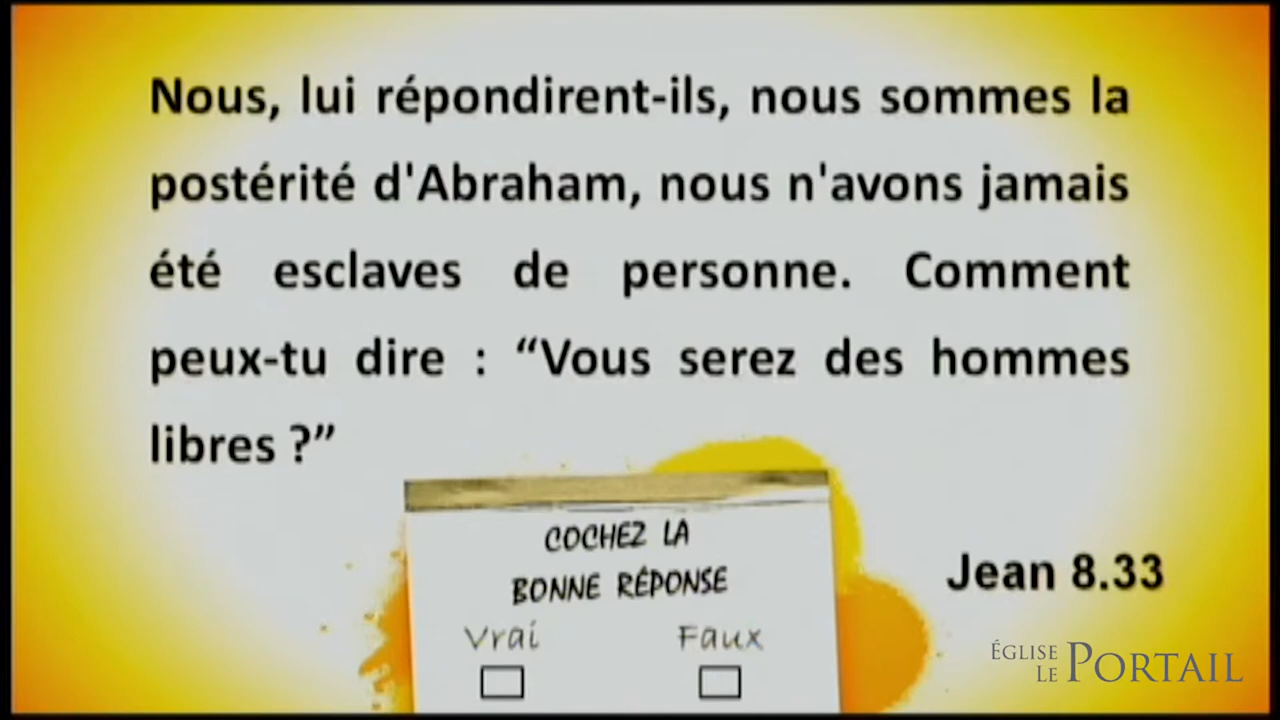 Nous, lui répondirent-ils, nous sommes la
postérité d'Abraham, nous n'avons jamais
été esclaves de personne. Comment
peux-tu dire : “Vous serez des hommes
libres ?”
COCHEZ LA
BONNE RÉPONSE
Vrai Faux
Jean 8.33
ÉGLISE
LE PORTAIL